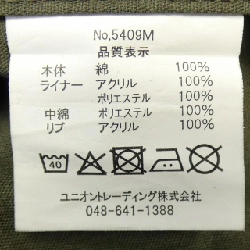 No,5409M
品質表示
本体 綿 100%
ライナー アクリル 100%
ポリエステル 100%
中綿 ポリエステル 100%
リブ アクリル 100%
40
ユニオントレーディング株式会社
048-641-1388